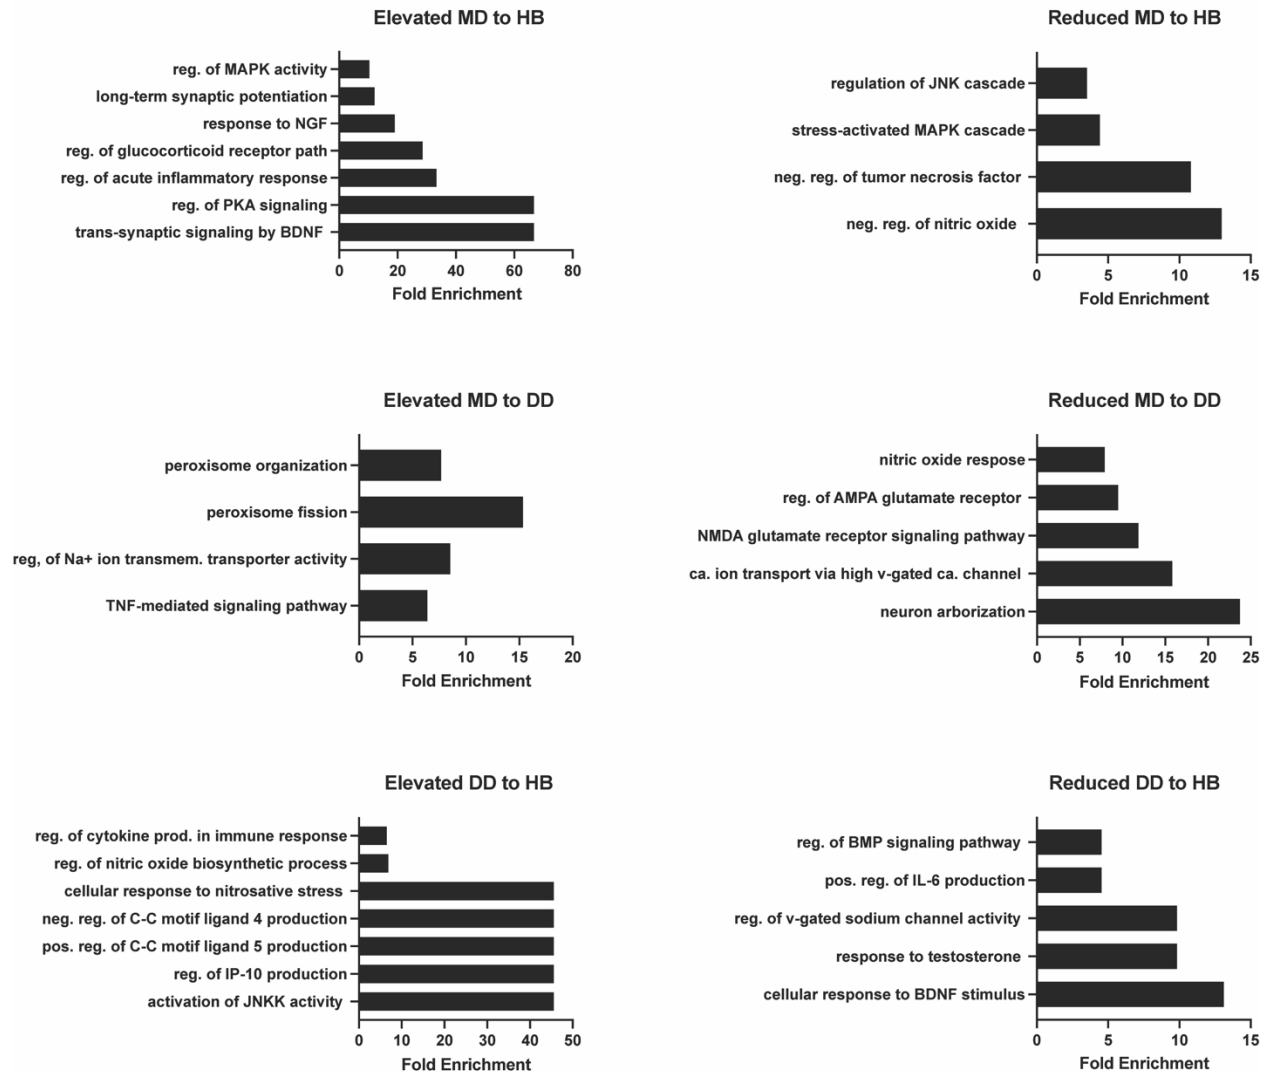 Elevated MD to HB
reg. of MAPK activity
long-term synaptic potentiation
response to NGF
reg. of glucocorticoid receptor path
reg. of acute inflammatory response
reg. of PKA signaling
trans-synaptic signaling by BDNF
0 20 40 60 80
Fold Enrichment
Reduced MD to HB
regulation of JNK cascade
stress-activated MAPK cascade
neg. reg. of tumor necrosis factor
neg. reg. of nitric oxide
0 5 10 15
Fold Enrichment
Elevated MD to DD
peroxisome organization
peroxisome fission
reg, of Na+ ion transmem. transporter activity
TNF-mediated signaling pathway
0 5 10 15 20
Fold Enrichment
Reduced MD to DD
nitric oxide respose
reg. of AMPA glutamate receptor
NMDA glutamate receptor signaling pathway
ca. ion transport via high v-gated ca. channel
neuron arborization
0 5 10 15 20 25
Fold Enrichment
Elevated DD to HB
reg. of cytokine prod. in immune response
reg. of nitric oxide biosynthetic process
cellular response to nitrosative stress
neg. reg. of C-C motif ligand 4 production
pos. reg. of C-C motif ligand 5 production
reg. of IP-10 production
activation of JNKK activity
0 10 20 30 40 50
Fold Enrichment
Reduced DD to HB
reg. of BMP signaling pathway
pos. reg. of IL-6 production
reg. of v-gated sodium channel activity
response to testosterone
cellular response to BDNF stimulus
0 5 10 15
Fold Enrichment